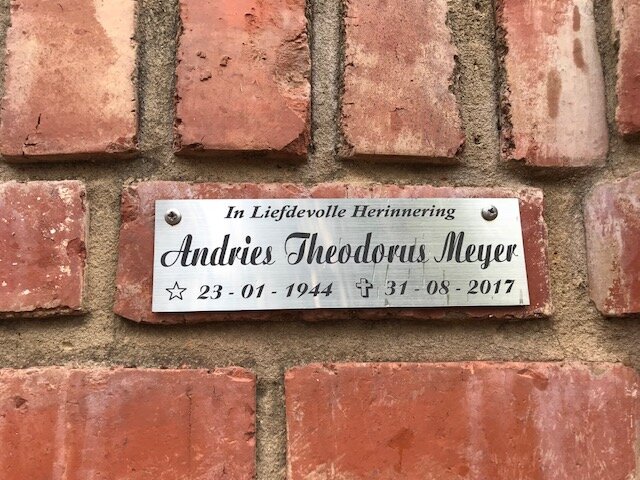 In Liefdevolle Herinnering
Andries Theodorus Meyer
☆ 23 - 01 - 1944 ✞ 31 - 08 - 2017